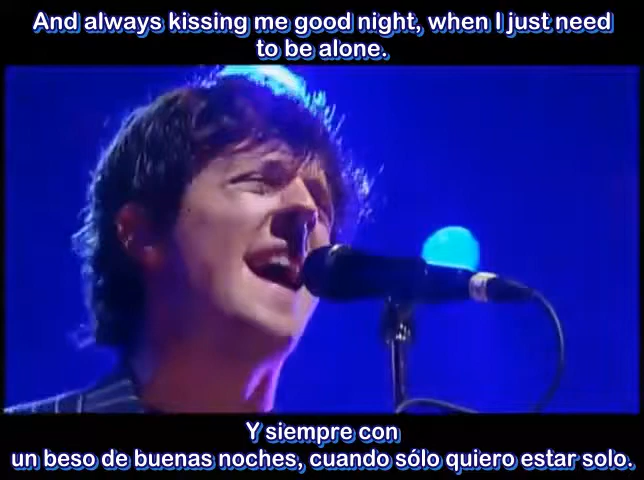 And always kissing me good night, when I just need
to be alone.
Y siempre con
un beso de buenas noches, cuando sólo quiero estar solo.